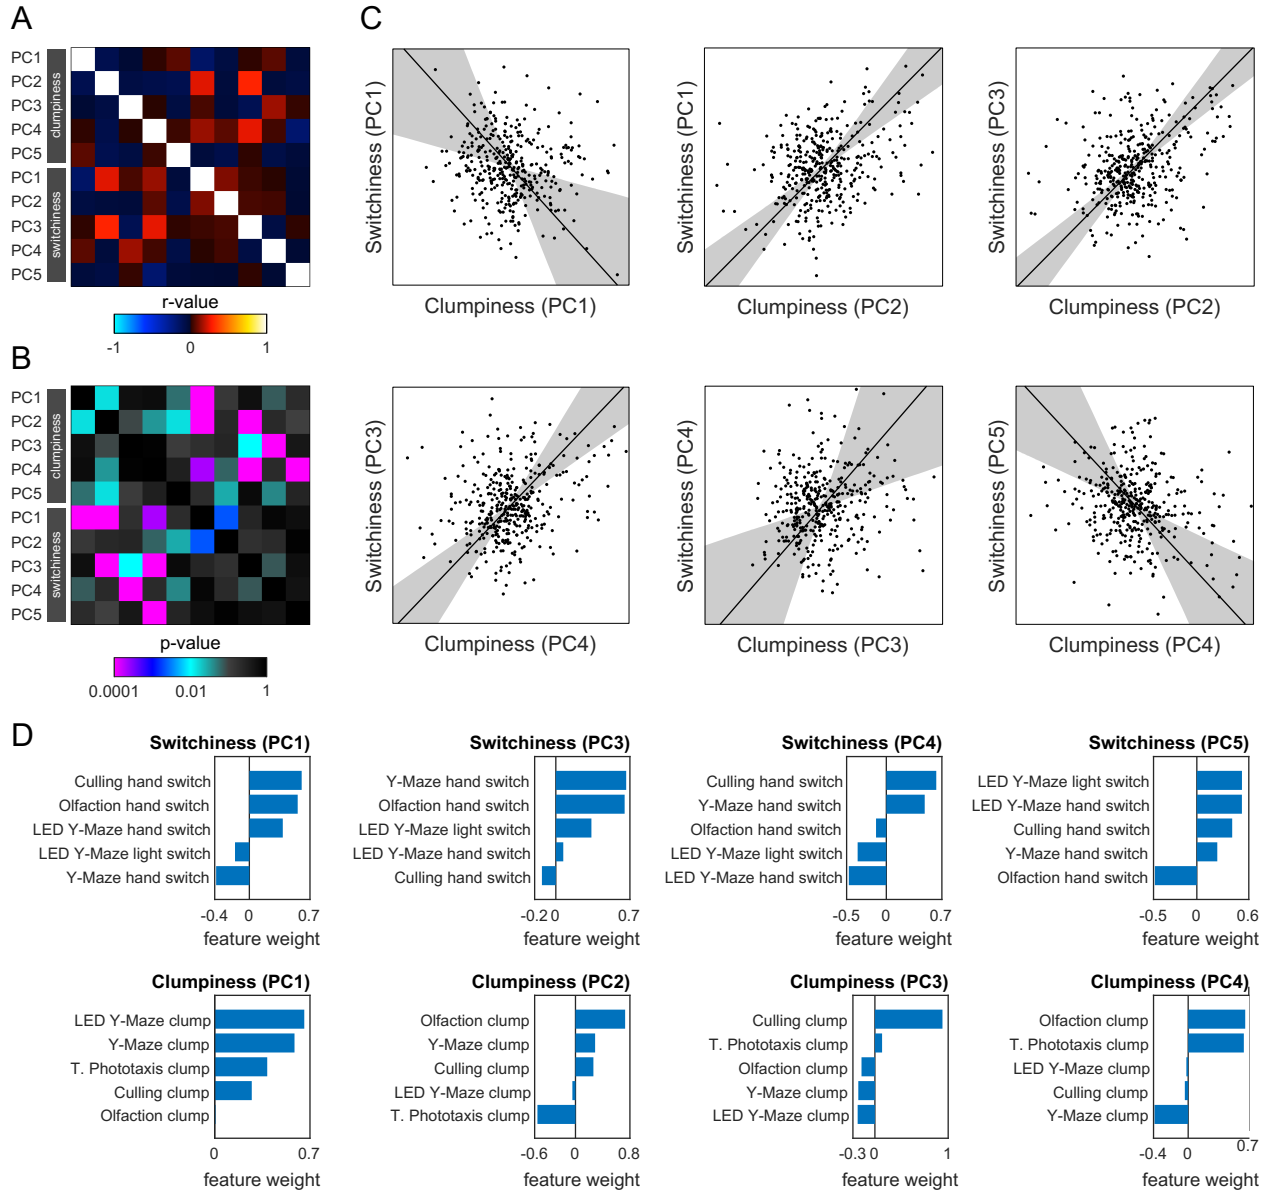 A
PC1
PC2
PC3
PC4
PC5
clumpiness
PC1
PC2
PC3
PC4
PC5
switchiness
r-value
-1 0 1
B
PC1
PC2
PC3
PC4
PC5
clumpiness
PC1
PC2
PC3
PC4
PC5
switchiness
p-value
0.0001 0.01 1
C
Switchiness (PC1)
Clumpiness (PC1)
Switchiness (PC1)
Clumpiness (PC2)
Switchiness (PC3)
Clumpiness (PC2)
Switchiness (PC3)
Clumpiness (PC4)
Switchiness (PC4)
Clumpiness (PC3)
Switchiness (PC5)
Clumpiness (PC4)
D
Switchiness (PC1)
Culling hand switch
Olfaction hand switch
LED Y-Maze hand switch
LED Y-Maze light switch
Y-Maze hand switch
-0.4 0 0.7
feature weight
Switchiness (PC3)
Y-Maze hand switch
Olfaction hand switch
LED Y-Maze light switch
LED Y-Maze hand switch
Culling hand switch
-0.2 0 0.7
feature weight
Switchiness (PC4)
Culling hand switch
Y-Maze hand switch
Olfaction hand switch
LED Y-Maze light switch
LED Y-Maze hand switch
-0.5 0 0.7
feature weight
Switchiness (PC5)
LED Y-Maze light switch
LED Y-Maze hand switch
Culling hand switch
Y-Maze hand switch
Olfaction hand switch
-0.5 0 0.6
feature weight
Clumpiness (PC1)
LED Y-Maze clump
Y-Maze clump
T. Phototaxis clump
Culling clump
Olfaction clump
0 0.7
feature weight
Clumpiness (PC2)
Olfaction clump
Y-Maze clump
Culling clump
LED Y-Maze clump
T. Phototaxis clump
-0.6 0 0.8
feature weight
Clumpiness (PC3)
Culling clump
T. Phototaxis clump
Olfaction clump
Y-Maze clump
LED Y-Maze clump
-0.3 0 1
feature weight
Clumpiness (PC4)
Olfaction clump
T. Phototaxis clump
LED Y-Maze clump
Culling clump
Y-Maze clump
-0.4 0 0.7
feature weight